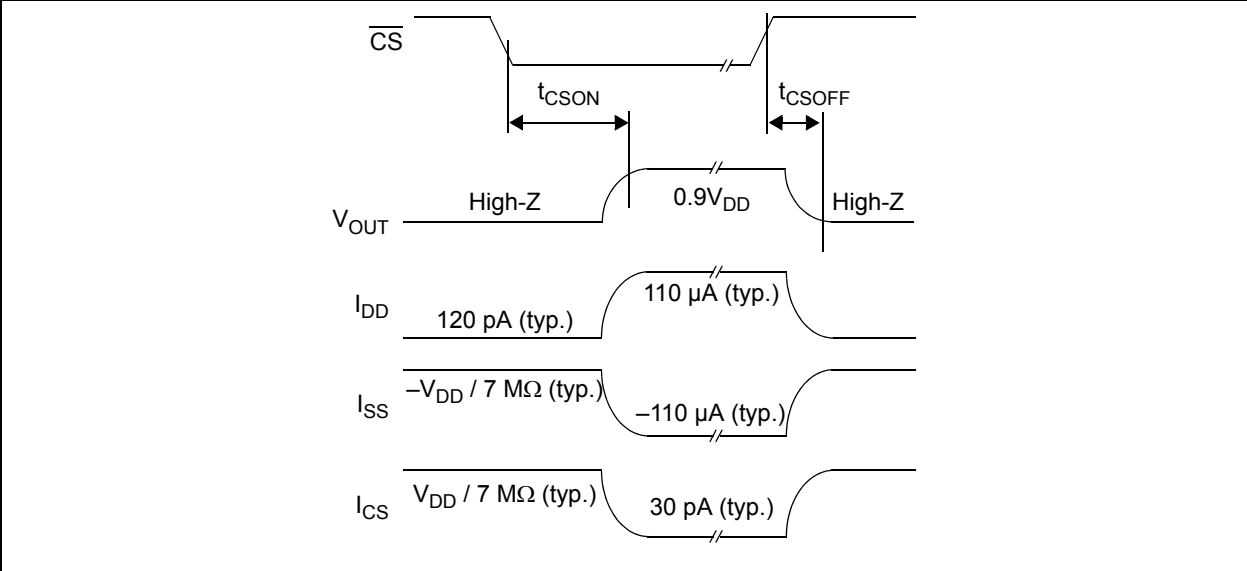 CS
tCSON
tCSOFF
VOUT
High-Z
0.9VDD
High-Z
IDD
120 pA (typ.)
110 µA (typ.)
ISS
–VDD / 7 MΩ (typ.)
–110 µA (typ.)
ICS
VDD / 7 MΩ (typ.)
30 pA (typ.)